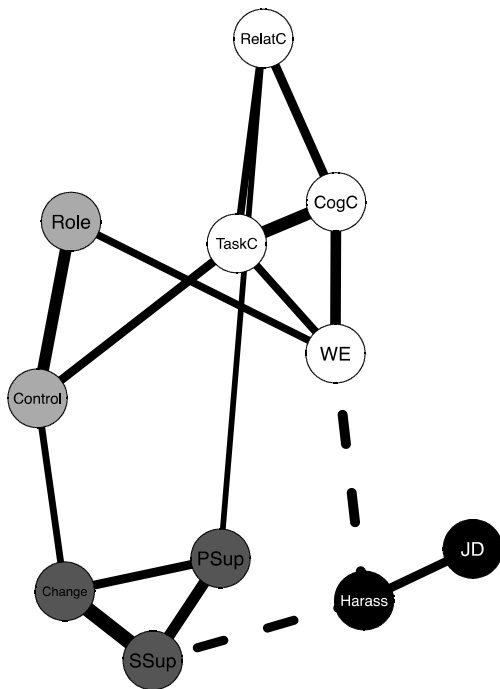 RelatC
CogC
Role
TaskC
WE
Control
PSup
JD
Change
Harass
SSup